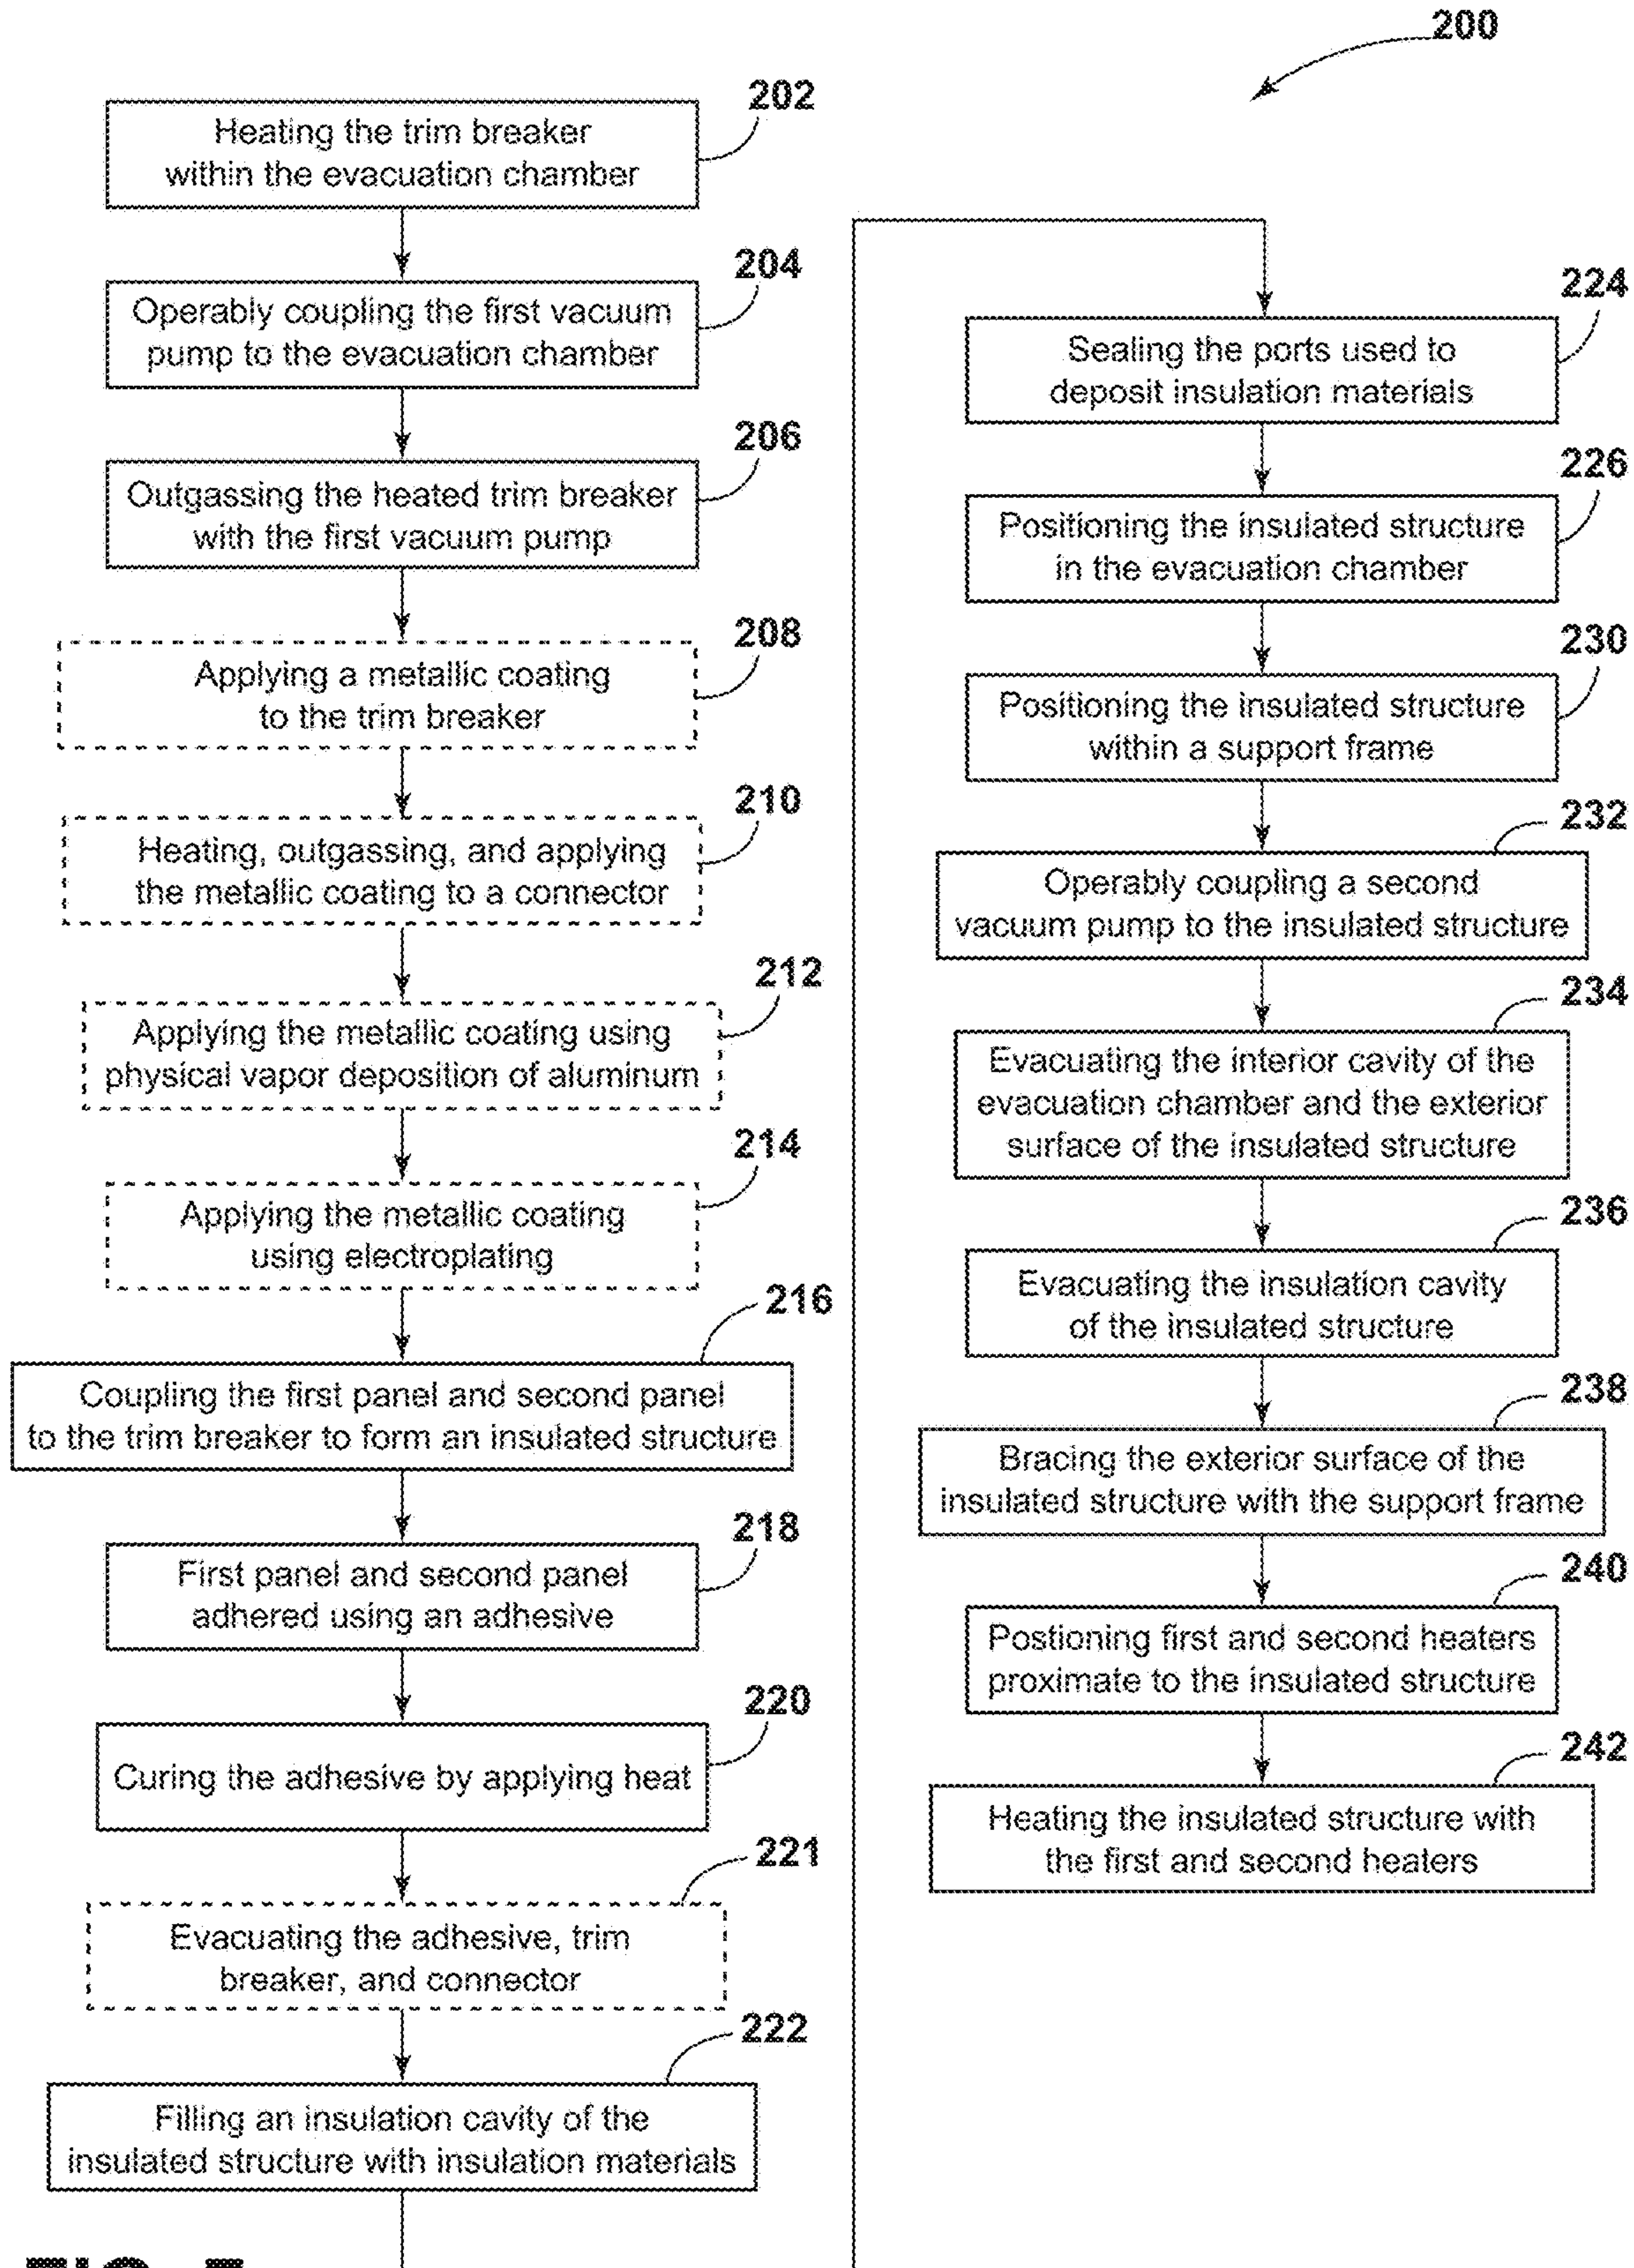 200
202
Heating the trim breaker
within the evacuation chamber
204
Operably coupling the first vacuum
pump to the evacuation chamber
206
Outgassing the heated trim breaker
with the first vacuum pump
208
Applying a metallic coating
to the trim breaker
210
Heating, outgassing, and applying
the metallic coating to a connector
212
Applying the metallic coating using
physical vapor deposition of aluminum
214
Applying the metallic coating
using electroplating
216
Coupling the first panel and second panel
to the trim breaker to form an insulated structure
218
First panel and second panel
adhered using an adhesive
220
Curing the adhesive by applying heat
221
Evacuating the adhesive, trim
breaker, and connector
222
Filling an insulation cavity of the
insulated structure with insulation materials
224
Sealing the ports used to
deposit insulation materials
226
Positioning the insulated structure
in the evacuation chamber
230
Positioning the insulated structure
within a support frame
232
Operably coupling a second
vacuum pump to the insulated structure
234
Evacuating the interior cavity of the
evacuation chamber and the exterior
surface of the insulated structure
236
Evacuating the insulation cavity
of the insulated structure
238
Bracing the exterior surface of the
insulated structure with the support frame
240
Postioning first and second heaters
proximate to the insulated structure
242
Heating the insulated structure with
the first and second heaters